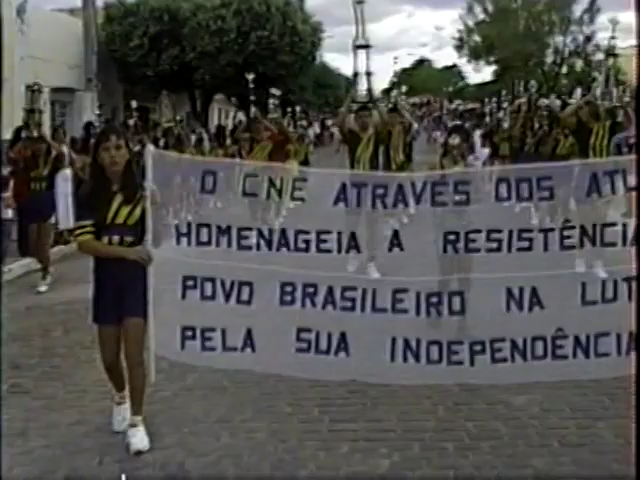 O CNE ATRAVÉS DOS
HOMENAGEIA A RESISTÊNCIA
POVO BRASILEIRO NA
PELA SUA INDEPENDÊNCIA